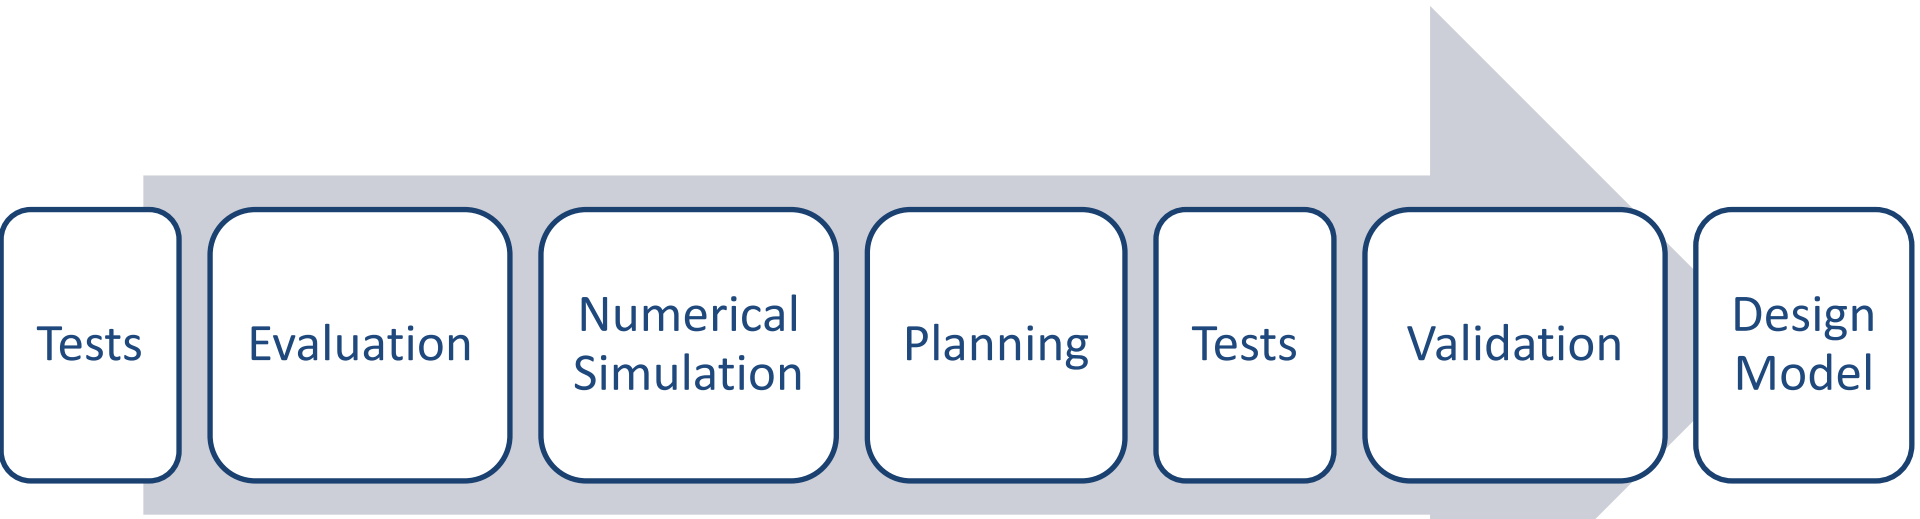 Tests
Evaluation
Numerical
Simulation
Planning
Tests
Validation
Design
Model